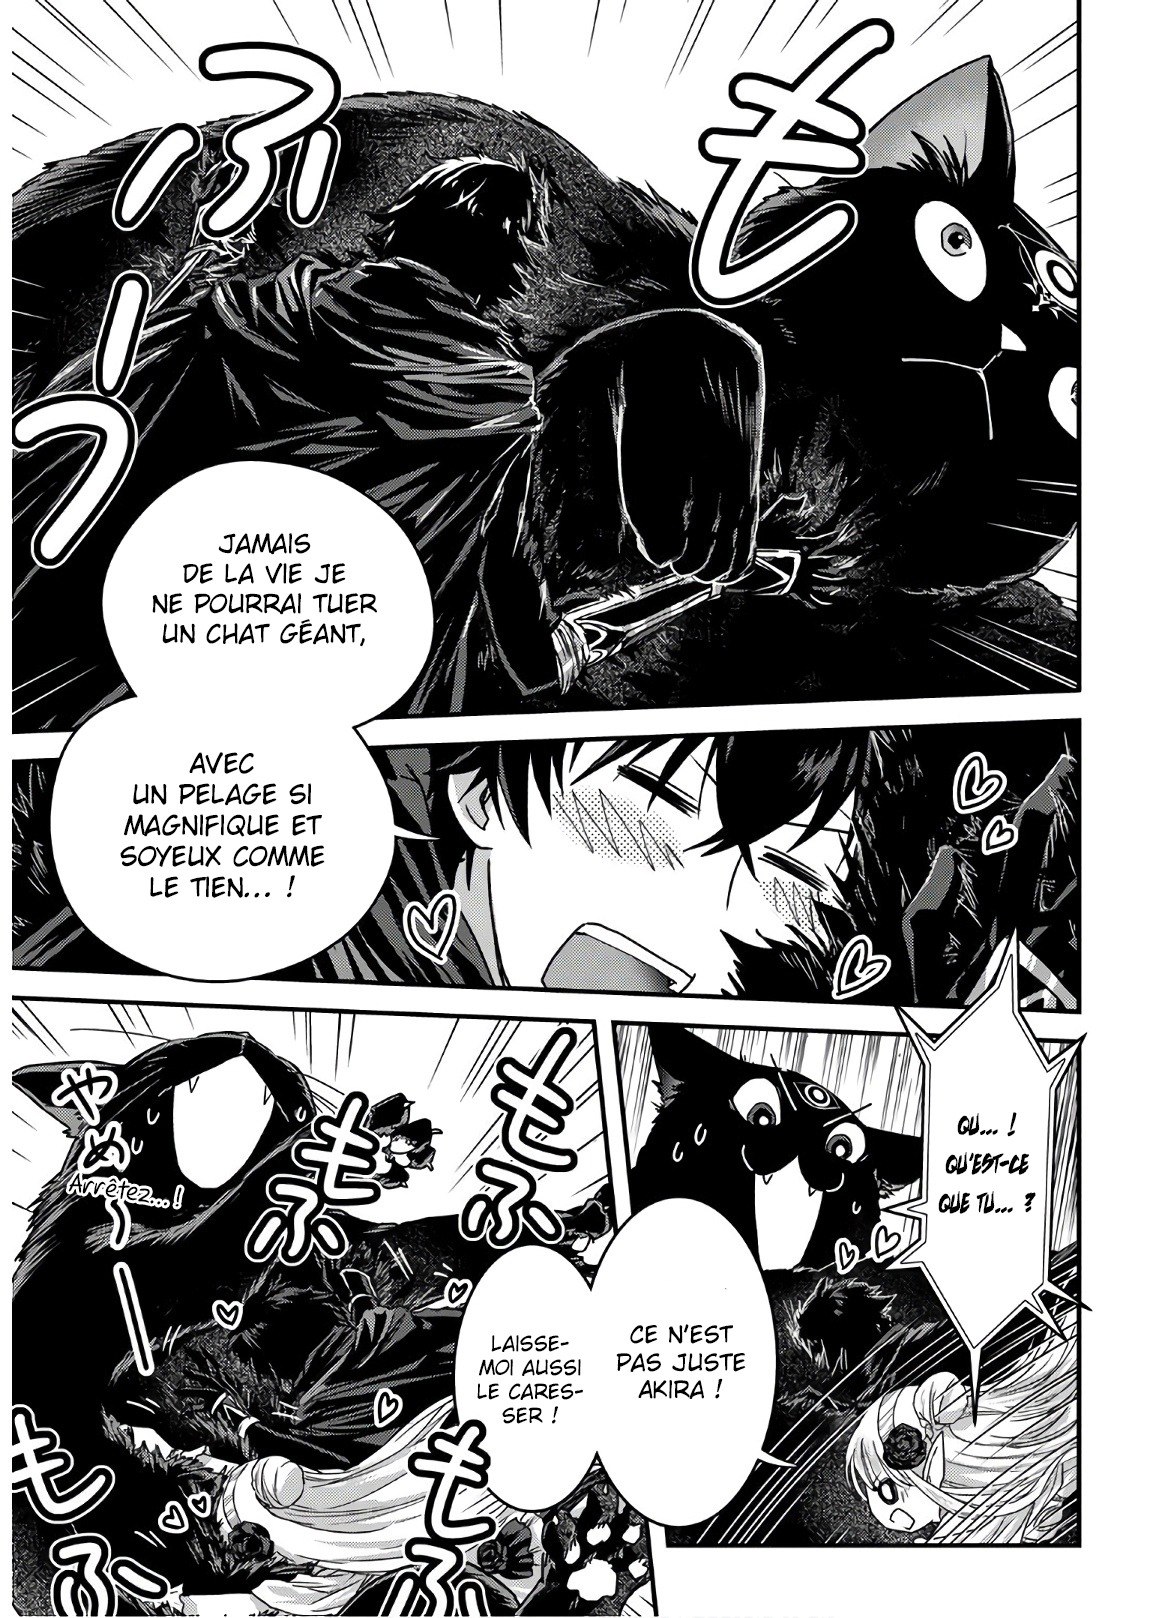 もふっ
JAMAIS
DE LA VIE JE
NE POURRAI TUER
UN CHAT GÉANT,
AVEC
UN PELAGE SI
MAGNIFIQUE ET
SOYEUX COMME
LE TIEN... !
QU... !
QU'EST-CE
QUE TU... ?
CE N'EST
PAS JUSTE
AKIRA !
LAISSE-
MOI AUSSI
LE CARES-
SER !
もふ
もふ
やめ〜ー
Arrêtez... !
もふ